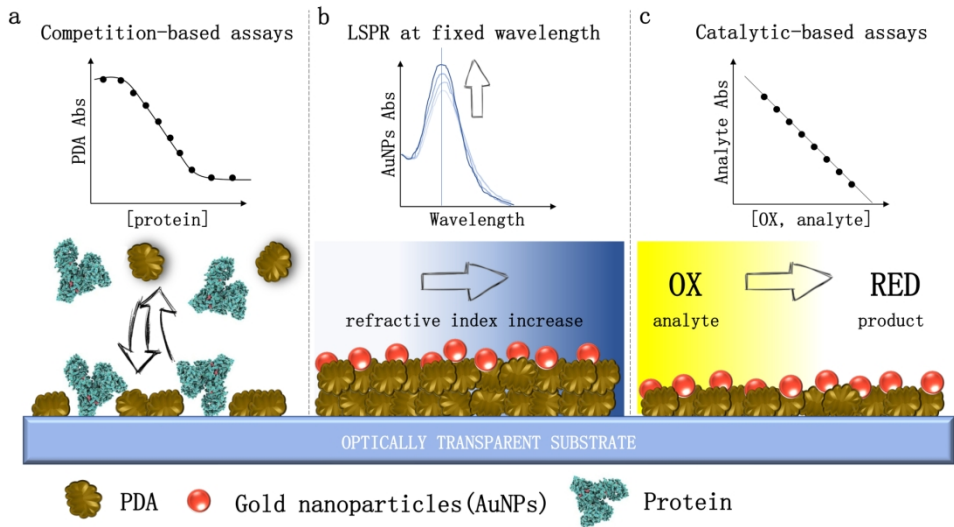 a
Competition-based assays
PDA Abs
[protein]
b
LSPR at fixed wavelength
AuNPs Abs
Wavelength
refractive index increase
c
Catalytic-based assays
Analyte Abs
[OX, analyte]
OX
analyte
RED
product
OPTICALLY TRANSPARENT SUBSTRATE
PDA
Gold nanoparticles(AuNPs)
Protein